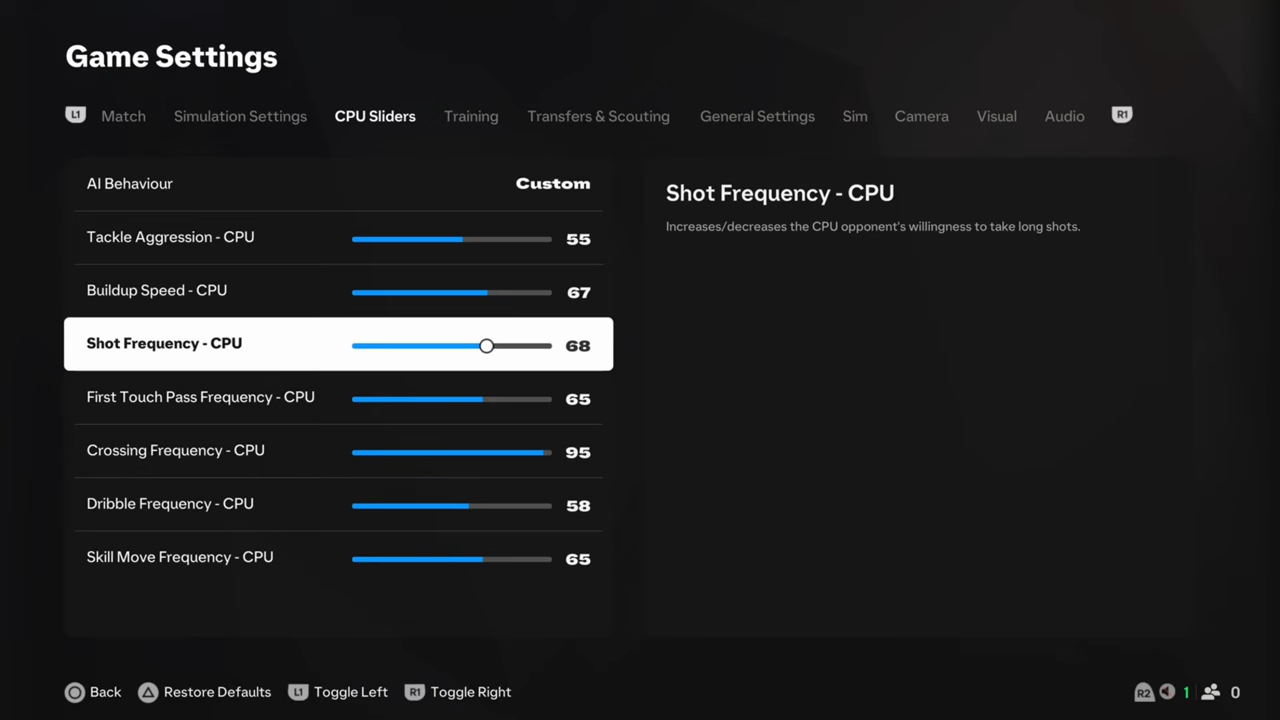 Game Settings
L1 Match Simulation Settings CPU Sliders Training Transfers & Scouting General Settings Sim Camera Visual Audio R1
AI Behaviour Custom
Tackle Aggression - CPU 55
Buildup Speed - CPU 67
Shot Frequency - CPU 68
First Touch Pass Frequency - CPU 65
Crossing Frequency - CPU 95
Dribble Frequency - CPU 58
Skill Move Frequency - CPU 65
Shot Frequency - CPU
Increases/decreases the CPU opponent's willingness to take long shots.
Back Restore Defaults L1 Toggle Left R1 Toggle Right
R2 1 0